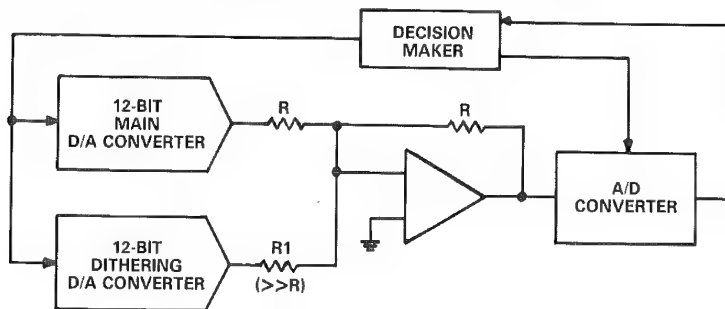 DECISION
MAKER
12-BIT
MAIN
D/A CONVERTER
R
R
12-BIT
DITHERING
D/A CONVERTER
R1
(>>R)
A/D
CONVERTER